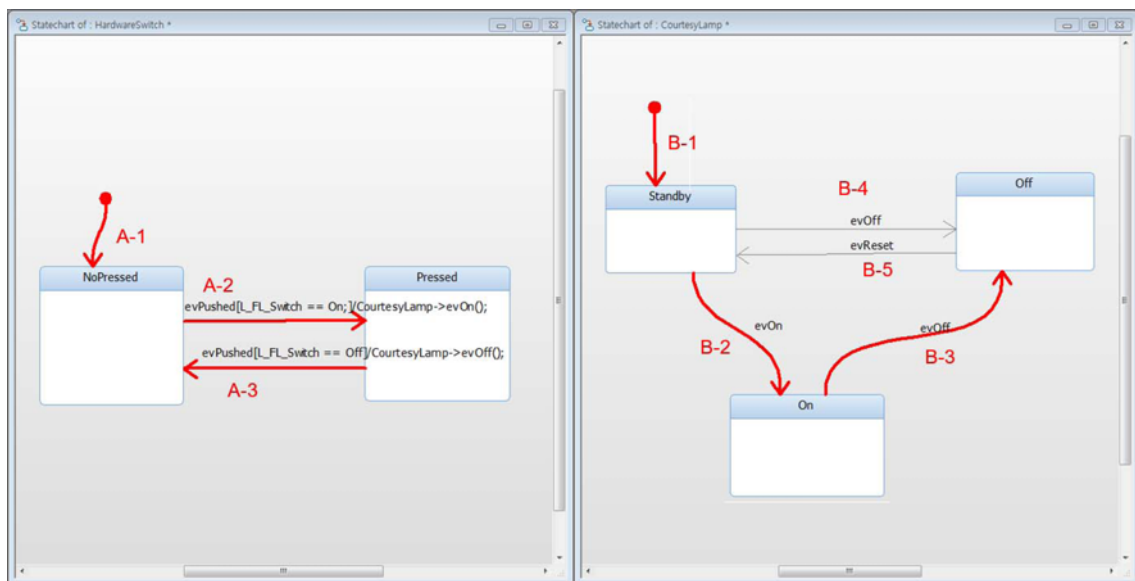 Statechart of : HardwareSwitch *
A-1
NoPressed
Pressed
A-2
evPushed[L_FL_Switch == On;]/CourtesyLamp->evOn();
evPushed[L_FL_Switch == Off]/CourtesyLamp->evOff();
A-3
Statechart of : CourtesyLamp *
B-1
Standby
B-4
Off
evOff
evReset
B-5
evOn
evOff
B-2
B-3
On